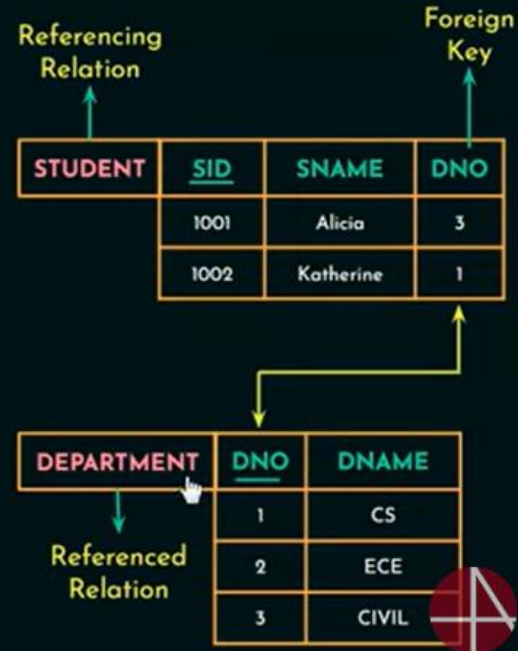 Referencing
Relation
Foreign
Key
STUDENT SID SNAME DNO
1001 Alicia 3
1002 Katherine 1
DEPARTMENT DNO DNAME
1 CS
2 ECE
3 CIVIL
Referenced
Relation